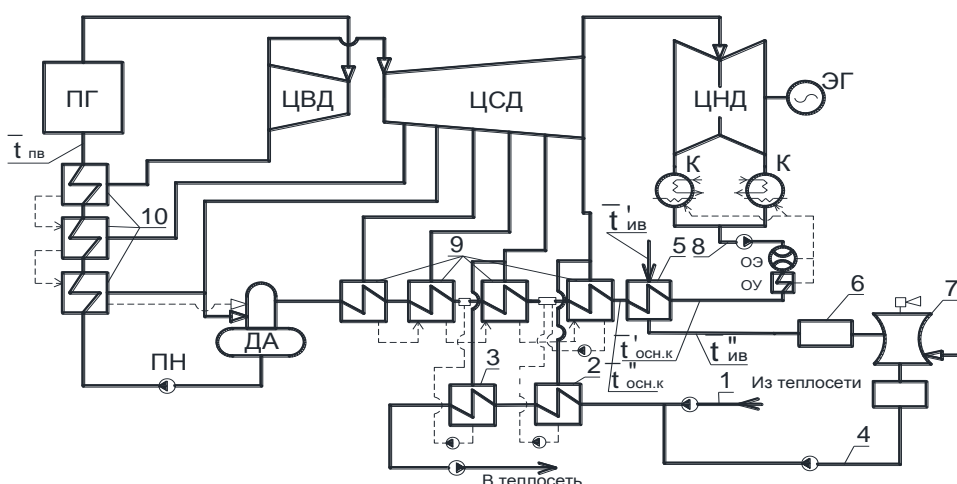 ПГ
ЦВД
ЦСД
ЦНД
ЭГ
t пв
К
К
10
t' ив
9
5
8
ОЭ
ОУ
6
7
ДА
ПН
t' осн.к
t'' ив
t'' осн.к
3
2
1
Из теплосети
4
В теплосеть